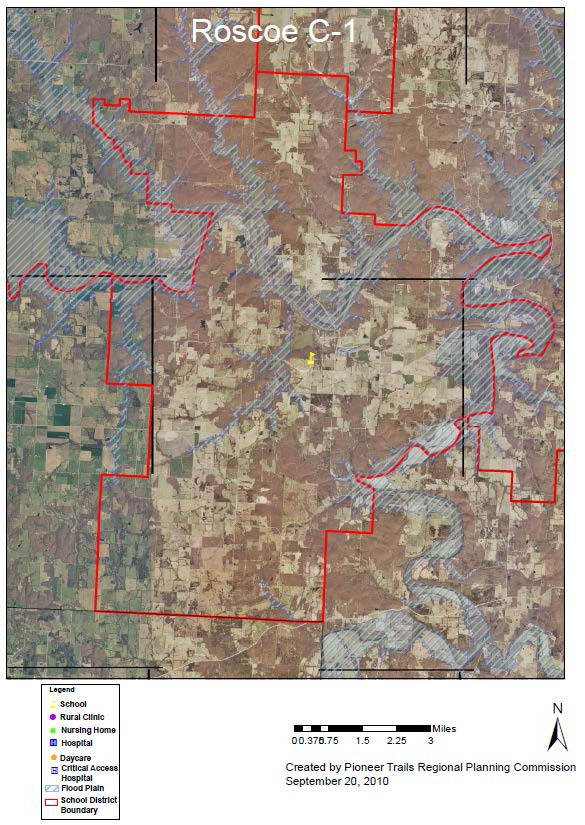 Roscoe C-1
Legend
School
Rural Clinic
Nursing Home
H Hospital
Daycare
H Critical Access
Hospital
Flood Plain
School District
Boundary
Miles
0 0.375 0.75 1.5 2.25 3
N
Created by Pioneer Trails Regional Planning Commission
September 20, 2010